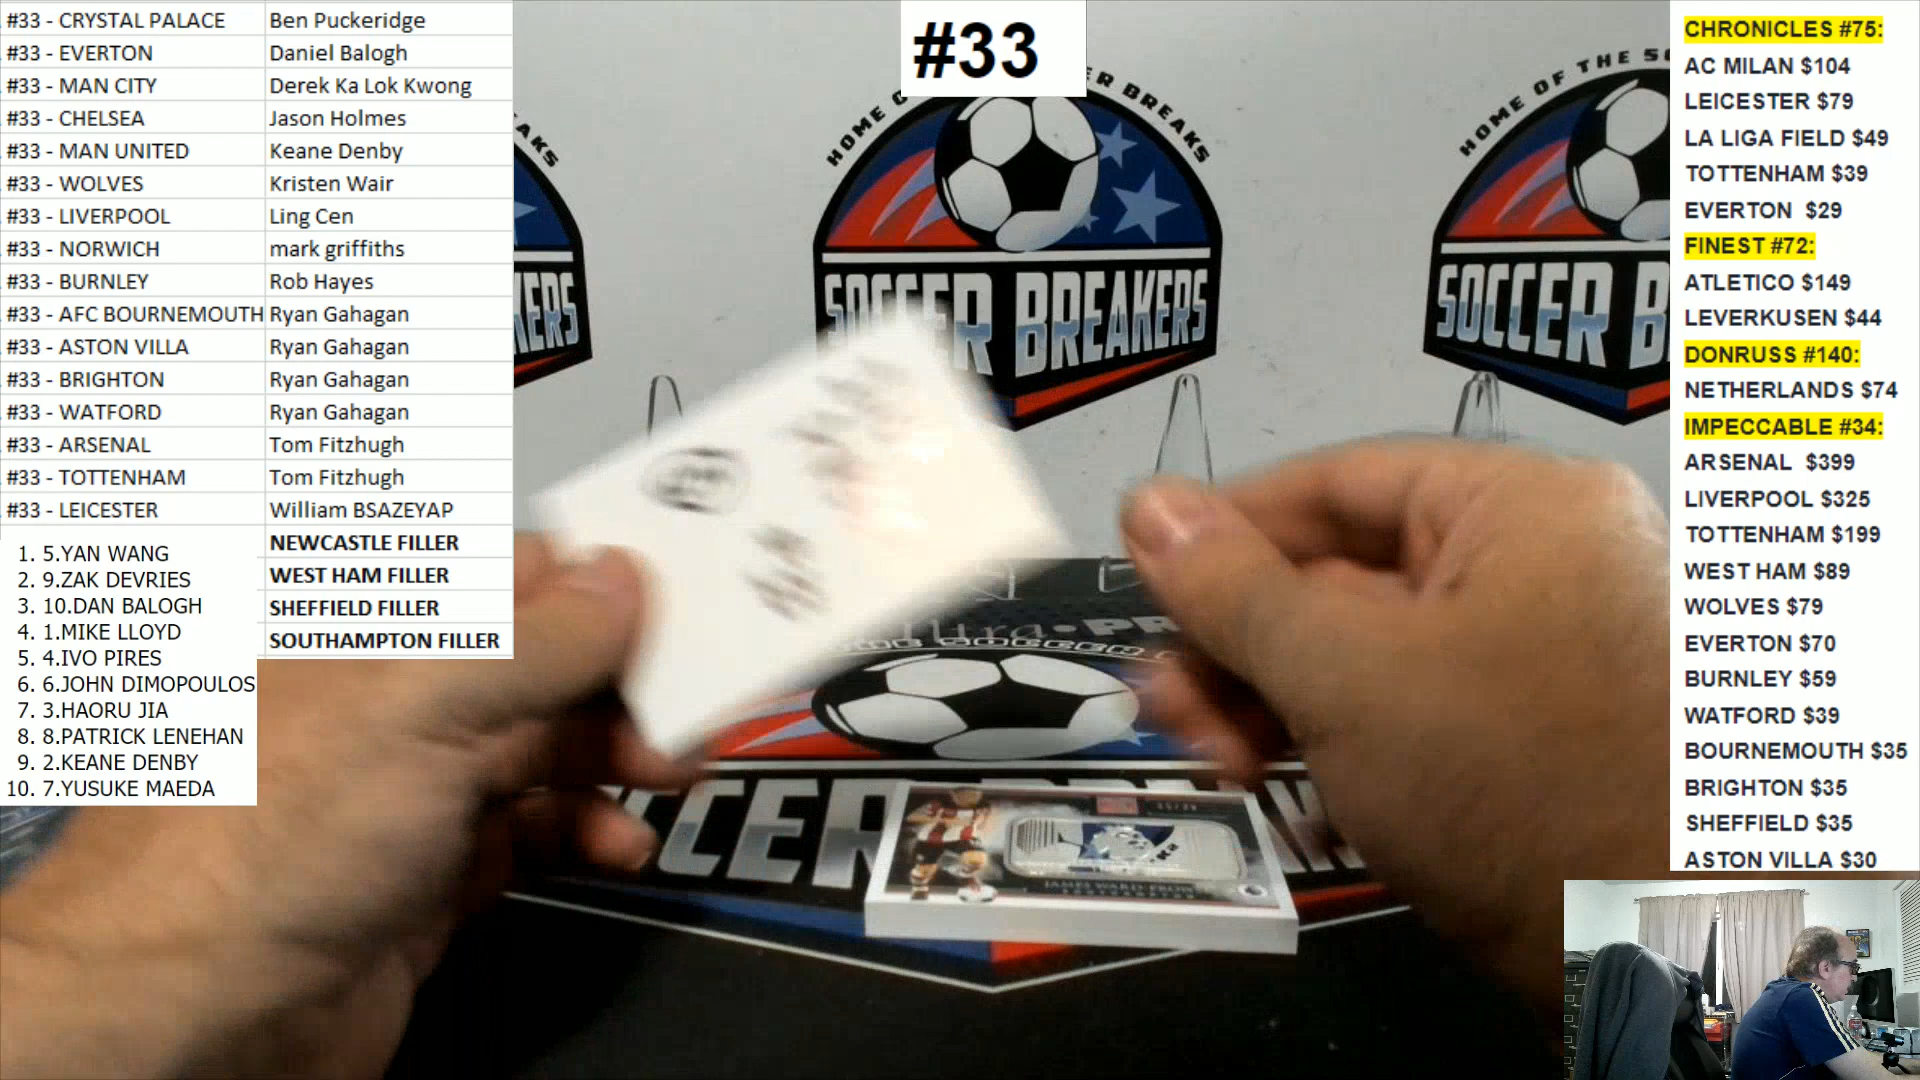 #33 - CRYSTAL PALACE Ben Puckeridge
#33 - EVERTON Daniel Balogh
#33 - MAN CITY Derek Ka Lok Kwong
#33 - CHELSEA Jason Holmes
#33 - MAN UNITED Keane Denby
#33 - WOLVES Kristen Wair
#33 - LIVERPOOL Ling Cen
#33 - NORWICH mark griffiths
#33 - BURNLEY Rob Hayes
#33 - AFC BOURNEMOUTH Ryan Gahagan
#33 - ASTON VILLA Ryan Gahagan
#33 - BRIGHTON Ryan Gahagan
#33 - WATFORD Ryan Gahagan
#33 - ARSENAL Tom Fitzhugh
#33 - TOTTENHAM Tom Fitzhugh
#33 - LEICESTER William BSAZEYAP
NEWCASTLE FILLER
WEST HAM FILLER
SHEFFIELD FILLER
SOUTHAMPTON FILLER
1. 5.YAN WANG
2. 9.ZAK DEVRIES
3. 10.DAN BALOGH
4. 1.MIKE LLOYD
5. 4.IVO PIRES
6. 6.JOHN DIMOPOULOS
7. 3.HAORU JIA
8. 8.PATRICK LENEHAN
9. 2.KEANE DENBY
10. 7.YUSUKE MAEDA
#33
SOCCER BREAKERS
HOME OF THE
SOCCER B
CHRONICLES #75:
AC MILAN $104
LEICESTER $79
LA LIGA FIELD $49
TOTTENHAM $39
EVERTON $29
FINEST #72:
ATLETICO $149
LEVERKUSEN $44
DONRUSS #140:
NETHERLANDS $74
IMPECCABLE #34:
ARSENAL $399
LIVERPOOL $325
TOTTENHAM $199
WEST HAM $89
WOLVES $79
EVERTON $70
BURNLEY $59
WATFORD $39
BOURNEMOUTH $35
BRIGHTON $35
SHEFFIELD $35
ASTON VILLA $30